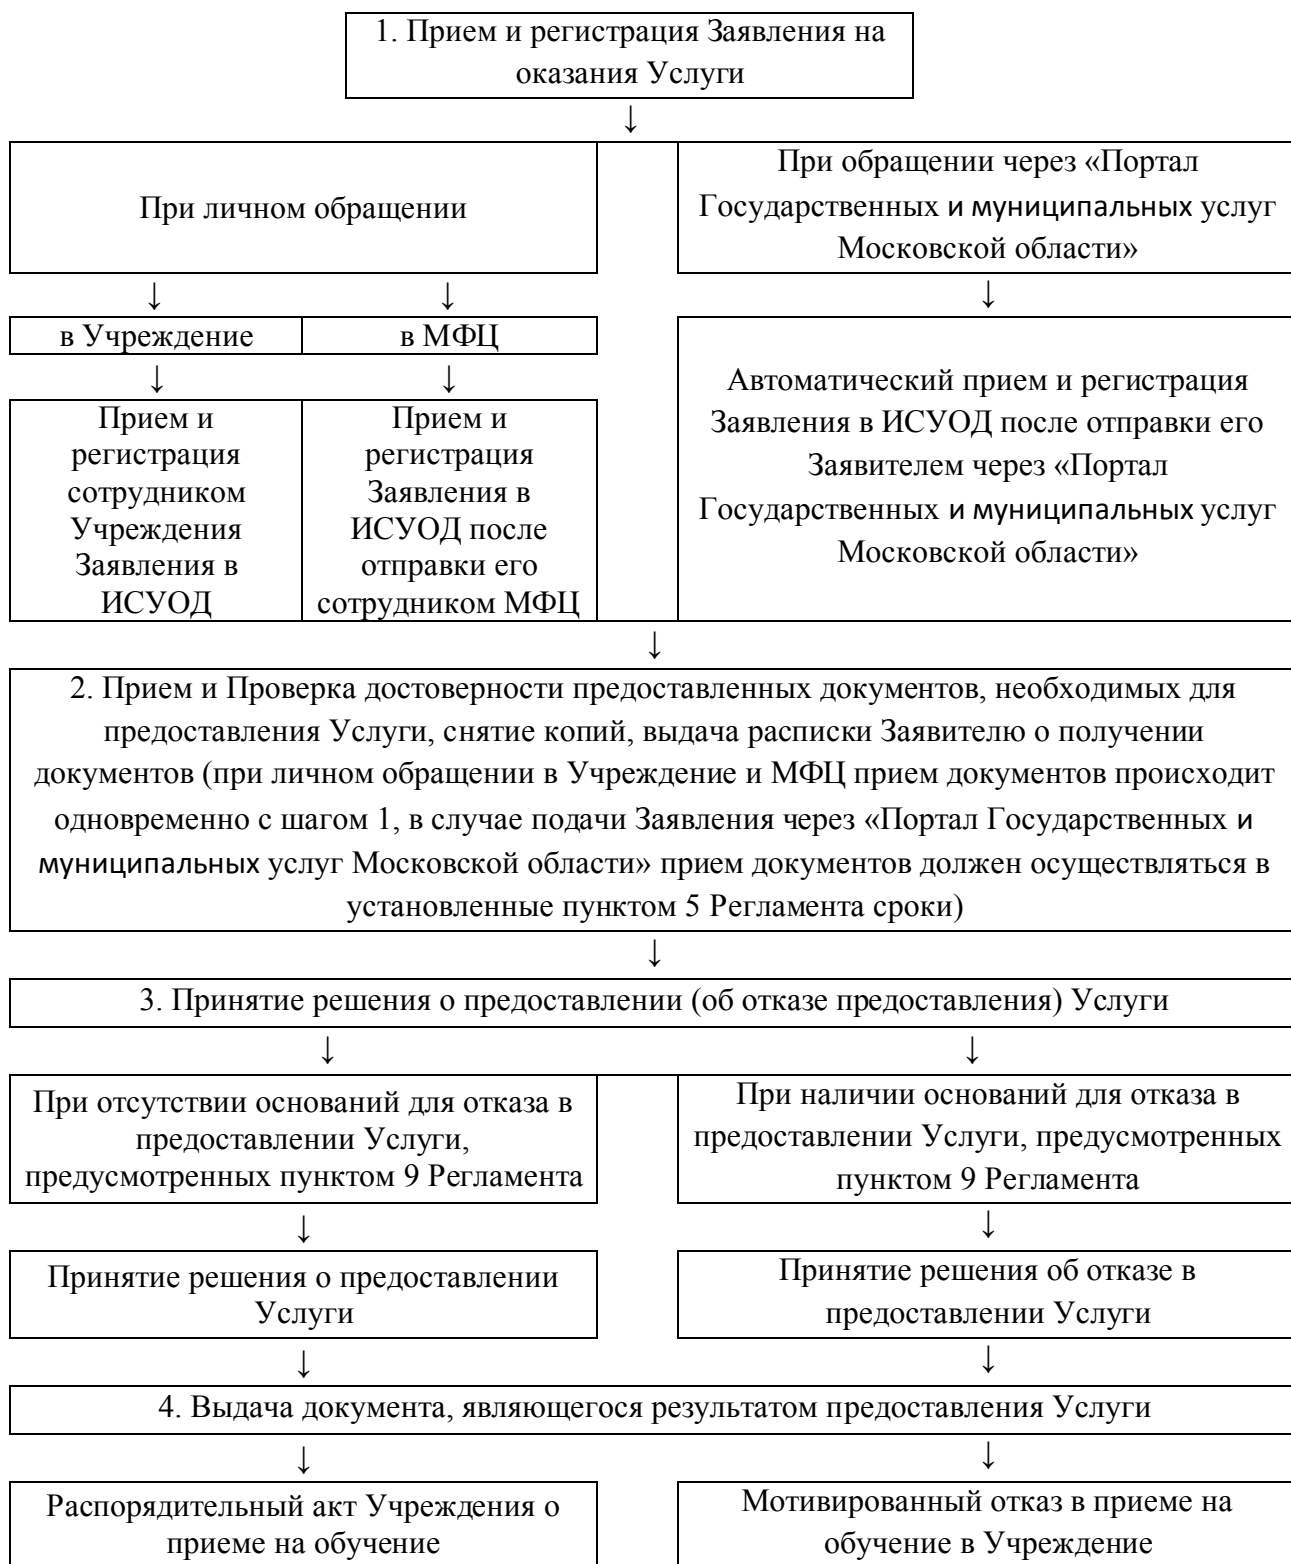 1. Прием и регистрация Заявления на
оказания Услуги
↓
При личном обращении
При обращении через «Портал
Государственных и муниципальных услуг
Московской области»
↓
↓
↓
в Учреждение
в МФЦ
↓
↓
Прием и
регистрация
сотрудником
Учреждения
Заявления в
ИСУОД
Прием и
регистрация
Заявления в
ИСУОД после
отправки его
сотрудником МФЦ
Автоматический прием и регистрация
Заявления в ИСУОД после отправки его
Заявителем через «Портал
Государственных и муниципальных услуг
Московской области»
↓
2. Прием и Проверка достоверности предоставленных документов, необходимых для
предоставления Услуги, снятие копий, выдача расписки Заявителю о получении
документов (при личном обращении в Учреждение и МФЦ прием документов происходит
одновременно с шагом 1, в случае подачи Заявления через «Портал Государственных и
муниципальных услуг Московской области» прием документов должен осуществляться в
установленные пунктом 5 Регламента сроки)
↓
3. Принятие решения о предоставлении (об отказе предоставления) Услуги
↓
↓
При отсутствии оснований для отказа в
предоставлении Услуги,
предусмотренных пунктом 9 Регламента
При наличии оснований для отказа в
предоставлении Услуги, предусмотренных
пунктом 9 Регламента
↓
↓
Принятие решения о предоставлении
Услуги
Принятие решения об отказе в
предоставлении Услуги
↓
↓
4. Выдача документа, являющегося результатом предоставления Услуги
↓
↓
Распорядительный акт Учреждения о
приеме на обучение
Мотивированный отказ в приеме на
обучение в Учреждение